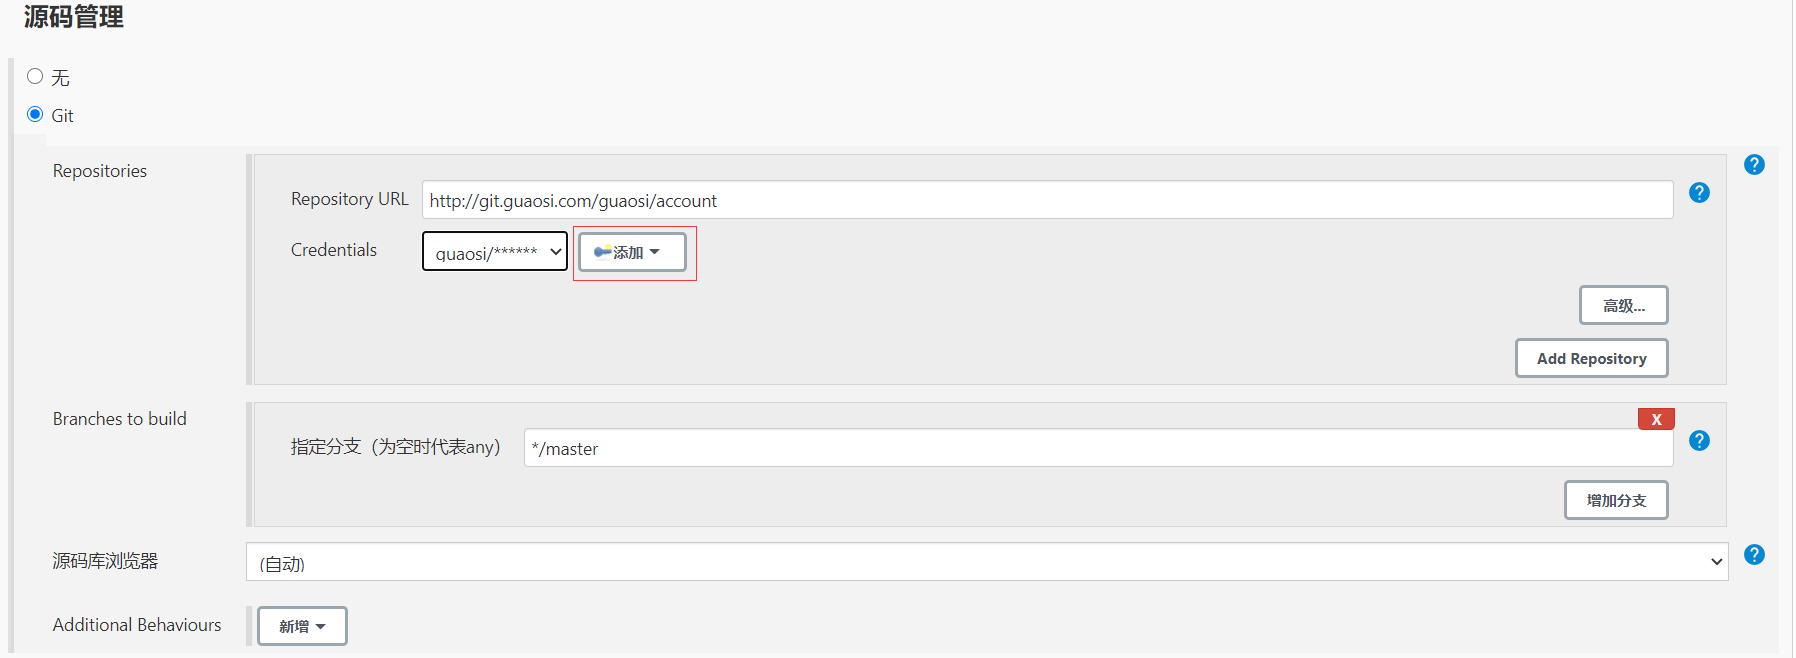 源码管理
无
Git
Repositories
?
Repository URL
http://git.guaosi.com/guaosi/account
?
Credentials
guaosi/******
添加
高级...
Add Repository
Branches to build
X
指定分支（为空时代表any）
*/master
?
增加分支
源码库浏览器
(自动)
?
Additional Behaviours
新增